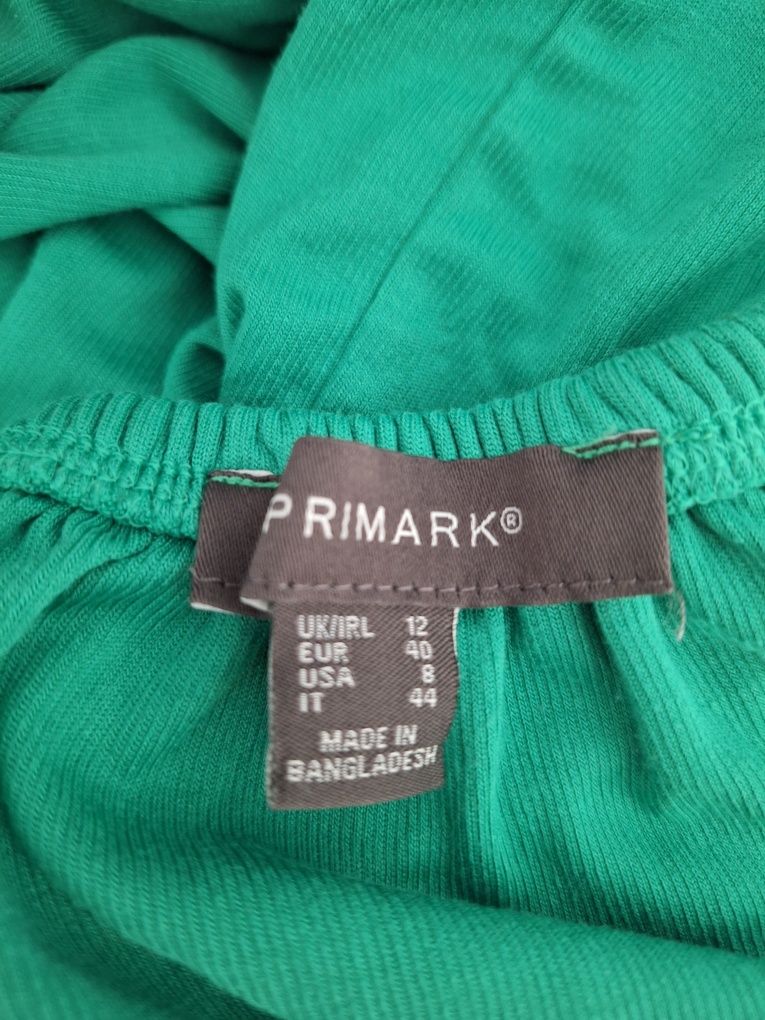 PRIMARK®
UK/IRL 12
EUR 40
USA 8
IT 44
MADE IN
BANGLADESH